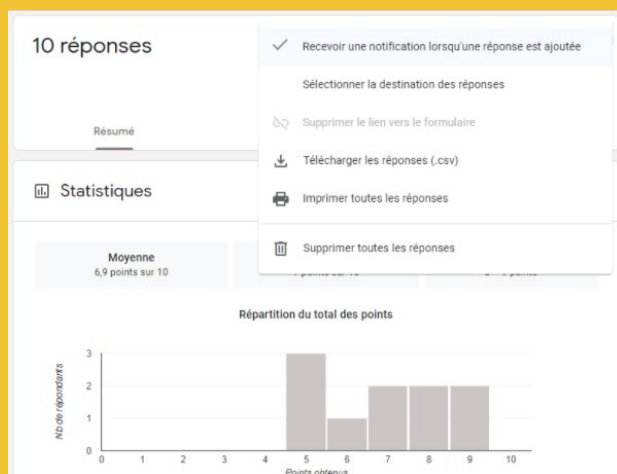 10 réponses
Recevoir une notification lorsqu'une réponse est ajoutée
Sélectionner la destination des réponses
Supprimer le lien vers le formulaire
Télécharger les réponses (.csv)
Imprimer toutes les réponses
Supprimer toutes les réponses
Résumé
Statistiques
Moyenne
6,9 points sur 10
Répartition du total des points
Nb de répondants
3
2
1
0
0 1 2 3 4 5 6 7 8 9 10
Points obtenus